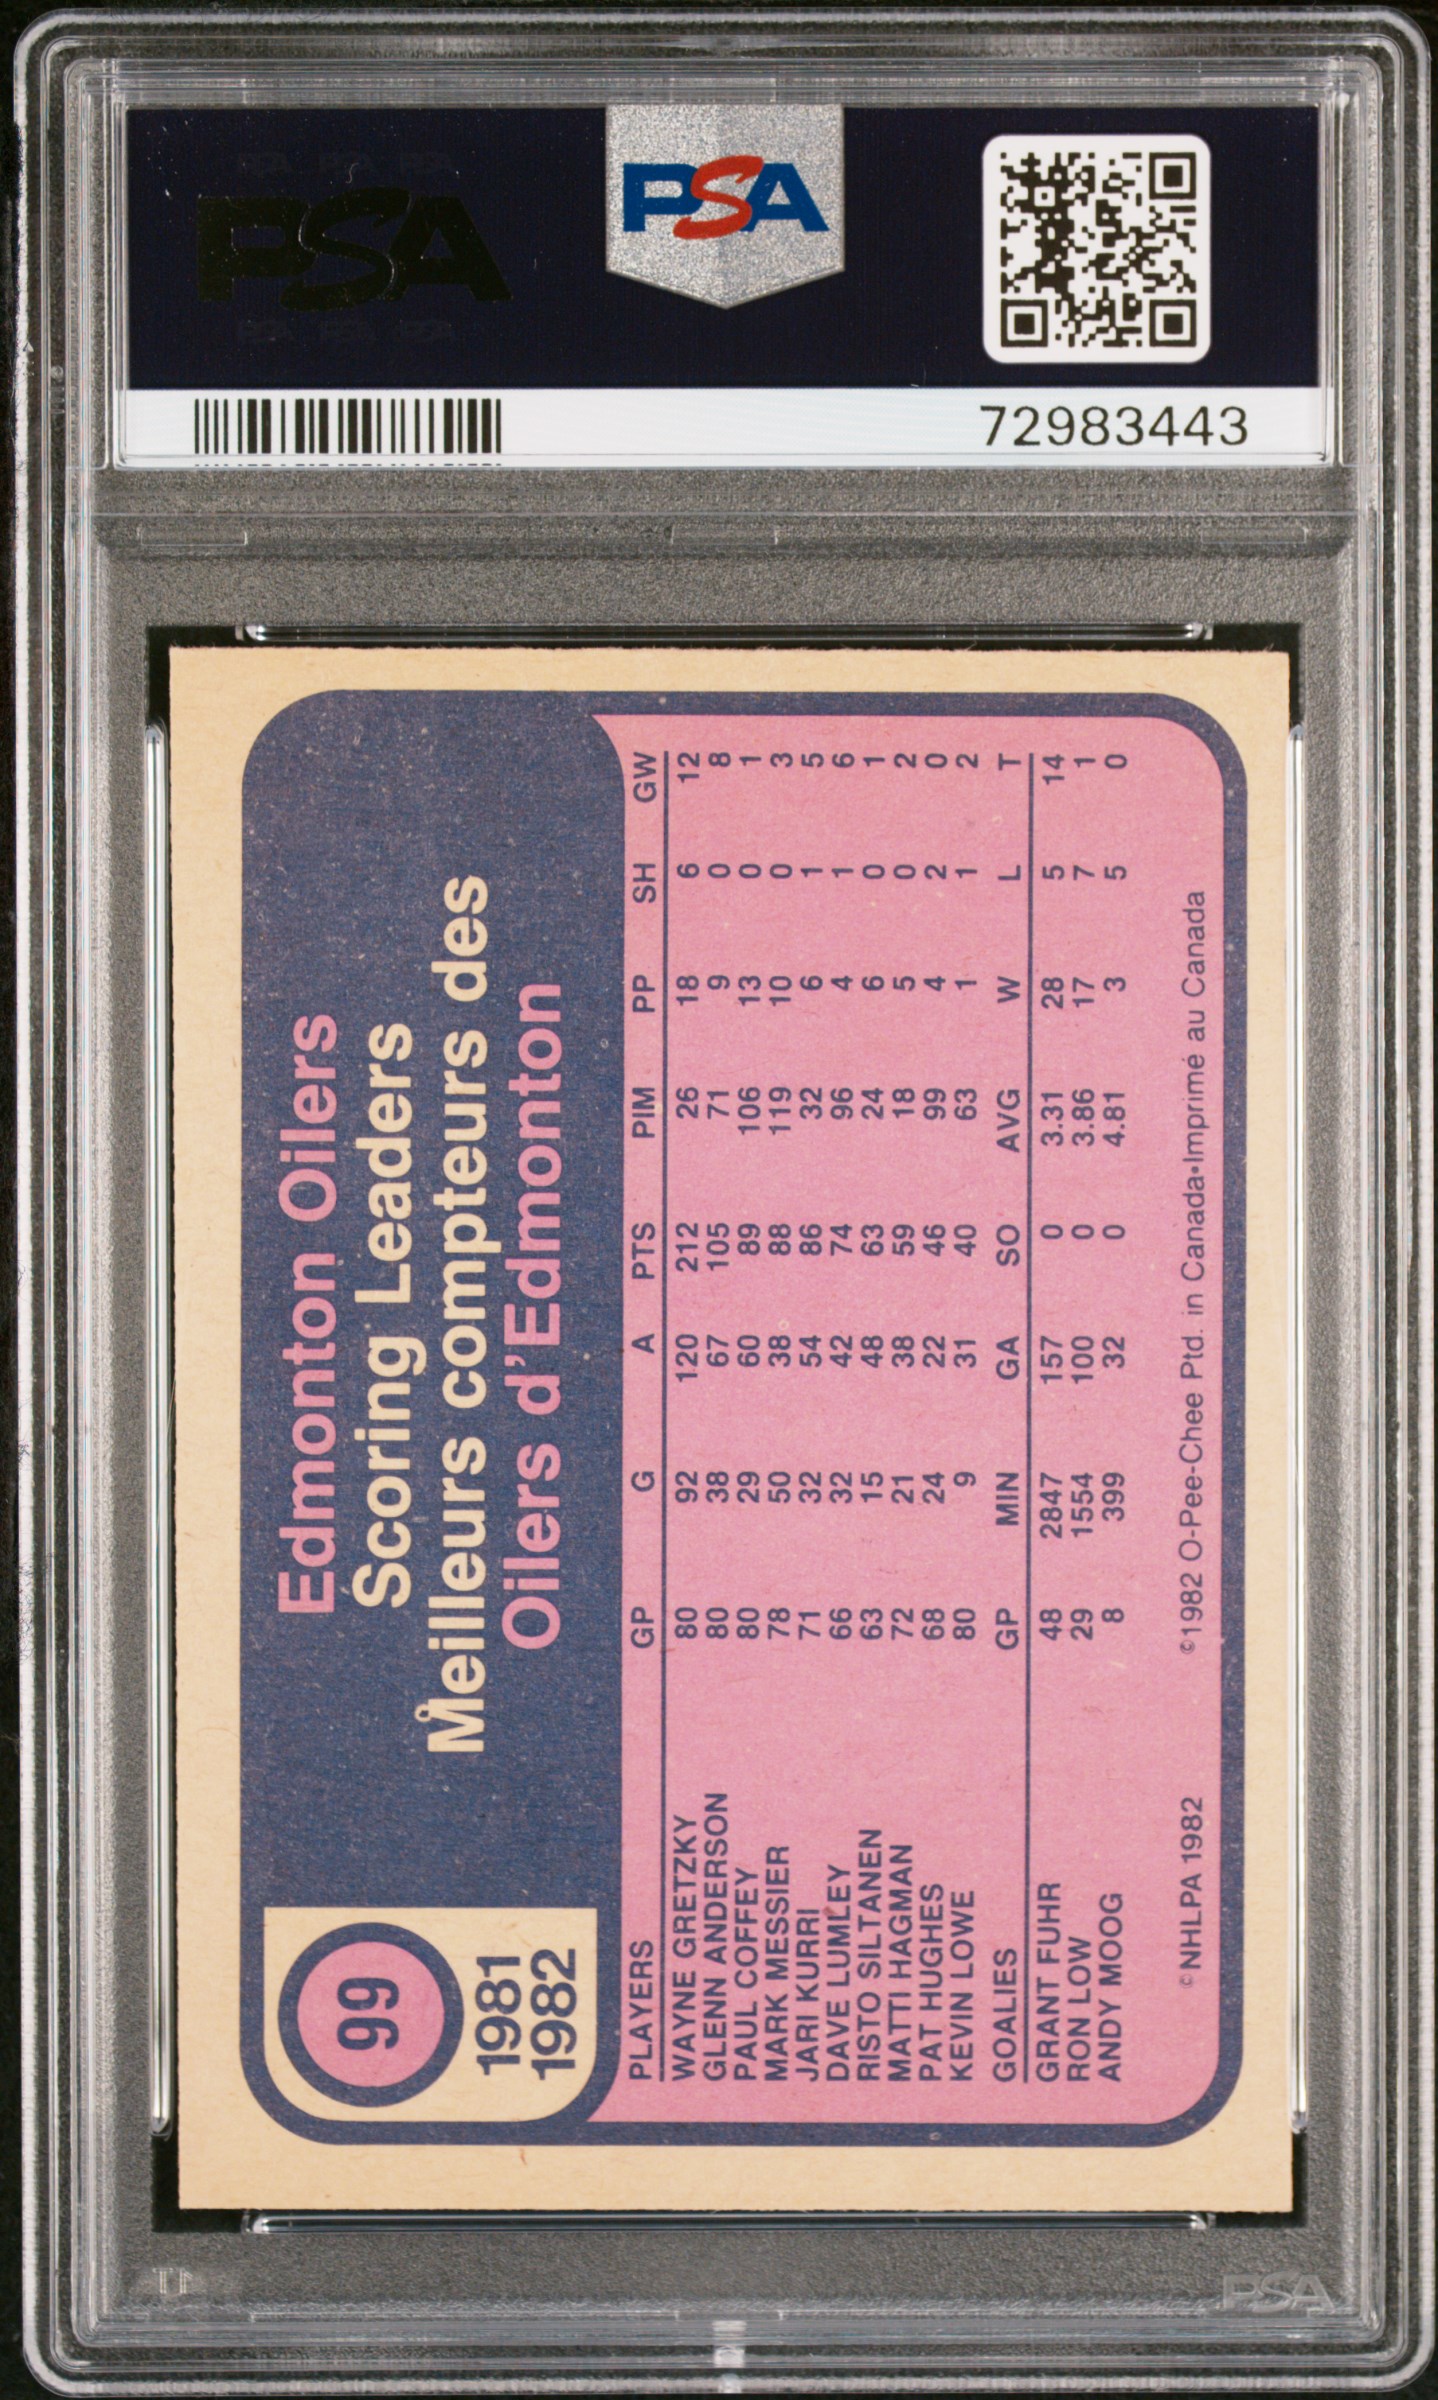 PSA
PSA
72983443
99
1981
1982
Edmonton Oilers
Scoring Leaders
Meilleurs compteurs des
Oilers d'Edmonton
PLAYERS GP G A PTS PIM PP SH GW
WAYNE GRETZKY 80 92 120 212 26 18 6 12
GLENN ANDERSON 80 38 67 105 71 9 0 8
PAUL COFFEY 80 29 60 89 106 13 0 1
MARK MESSIER 78 50 38 88 119 10 0 3
JARI KURRI 71 32 54 86 32 6 1 5
DAVE LUMLEY 66 32 42 74 96 4 1 6
RISTO SILTANEN 63 15 48 63 24 6 0 1
MATTI HAGMAN 72 21 38 59 18 5 0 2
PAT HUGHES 68 24 22 46 99 4 2 0
KEVIN LOWE 80 9 31 40 63 1 1 2
GOALIES GP MIN GA SO AVG W L T
GRANT FUHR 48 2847 157 0 3.31 28 5 14
RON LOW 29 1554 100 0 3.86 17 7 1
ANDY MOOG 8 399 32 0 4.81 3 5 0
©NHLPA 1982 ©1982 O-Pee-Chee Ptd. in Canada•Imprimé au Canada
PSA